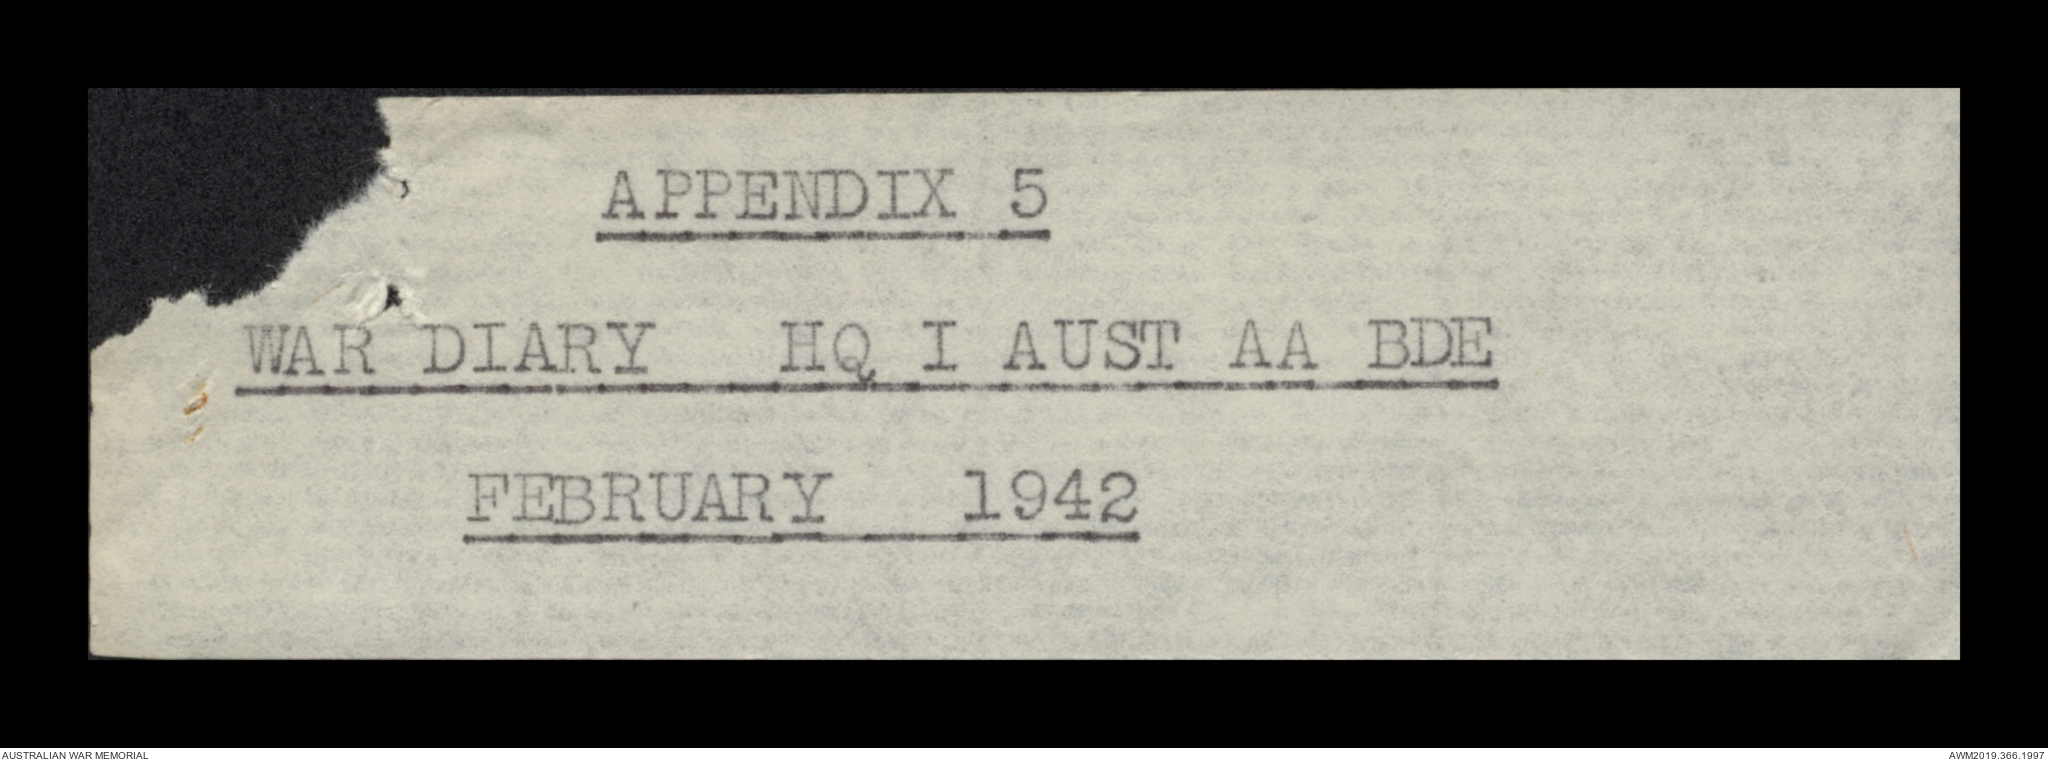 APPENDIX 5
WAR DIARY HQ I AUST AA BDE
FEBRUARY 1942
AUSTRALIAN WAR MEMORIAL
AWM2019.366.1997